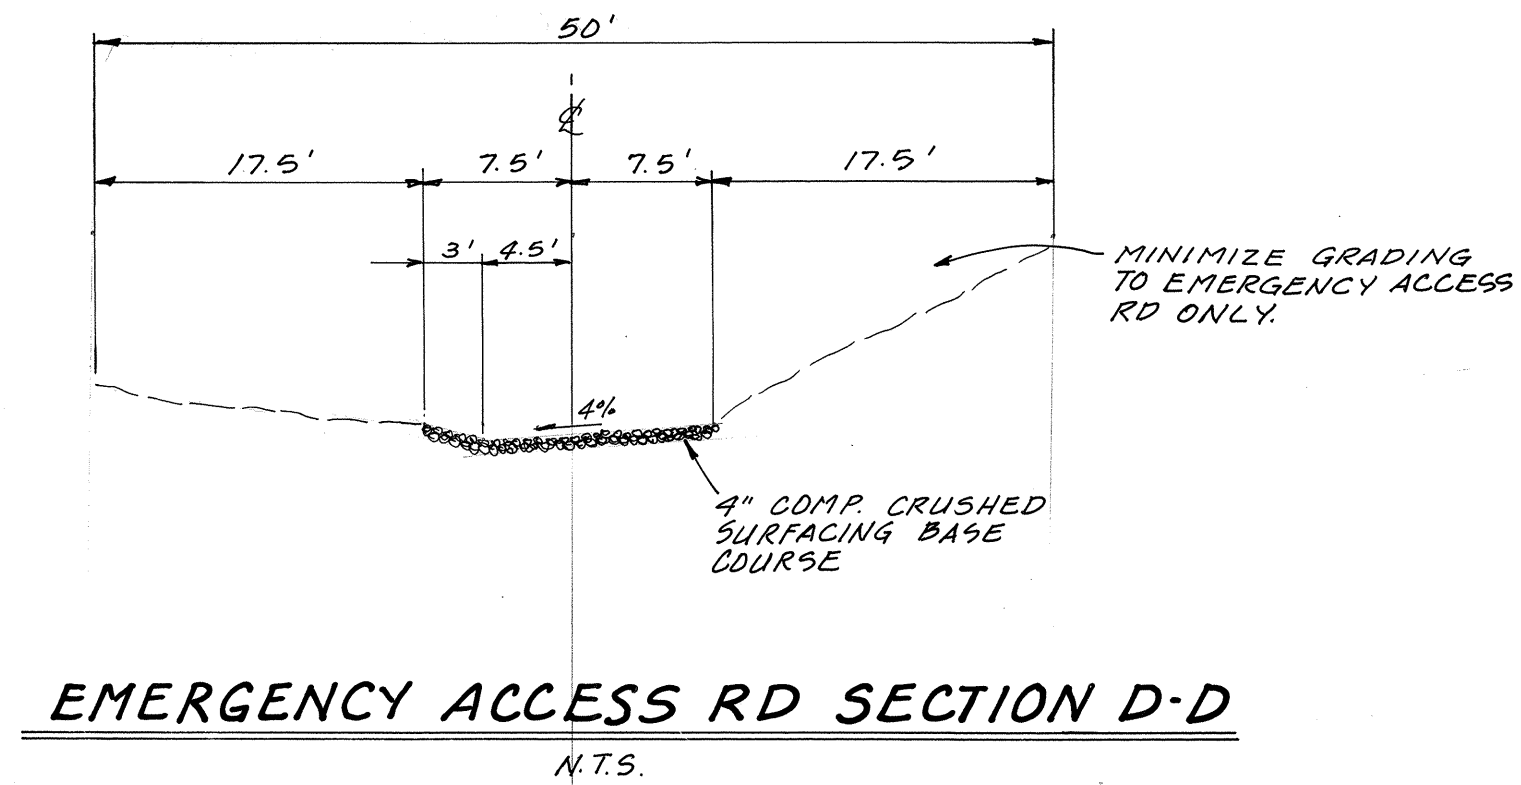 50'
℄
17.5' 7.5' 7.5' 17.5'
3' 4.5'
MINIMIZE GRADING
TO EMERGENCY ACCESS
RD ONLY.
4%
4" COMP. CRUSHED
SURFACING BASE
COURSE
EMERGENCY ACCESS RD SECTION D-D
N.T.S.